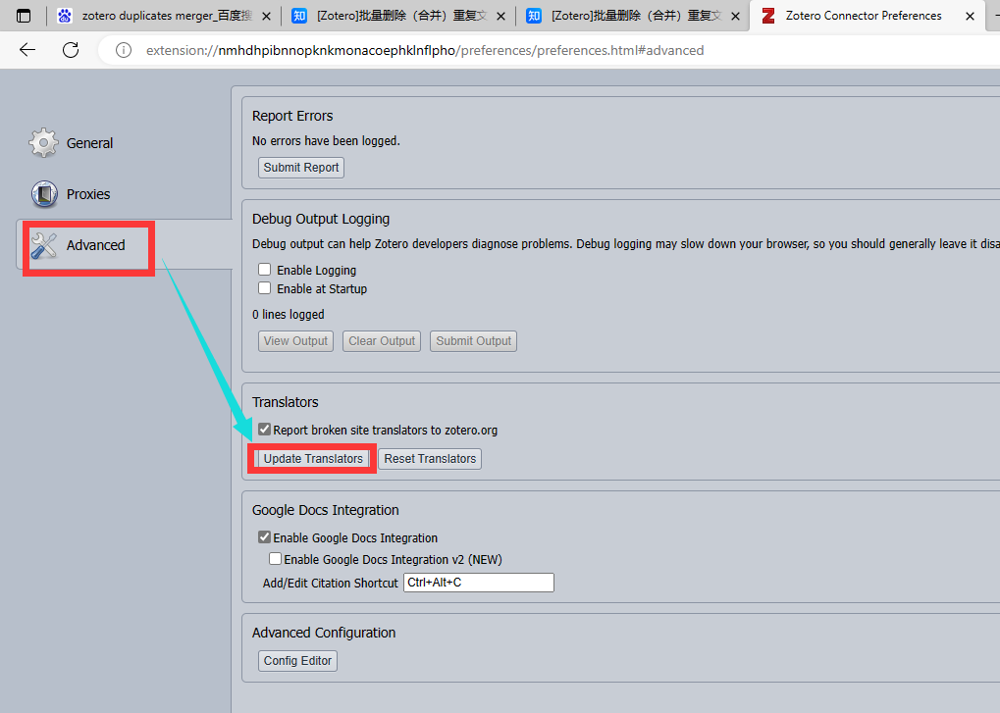 zotero duplicates merger_百度搜
[Zotero]批量删除（合并）重复文
[Zotero]批量删除（合并）重复文
Zotero Connector Preferences
extension://nmhdhpibnnopknkmonacoephklnflpho/preferences/preferences.html#advanced
General
Proxies
Advanced
Report Errors
No errors have been logged.
Submit Report
Debug Output Logging
Debug output can help Zotero developers diagnose problems. Debug logging may slow down your browser, so you should generally leave it disa
Enable Logging
Enable at Startup
0 lines logged
View Output Clear Output Submit Output
Translators
Report broken site translators to zotero.org
Update Translators Reset Translators
Google Docs Integration
Enable Google Docs Integration
Enable Google Docs Integration v2 (NEW)
Add/Edit Citation Shortcut Ctrl+Alt+C
Advanced Configuration
Config Editor